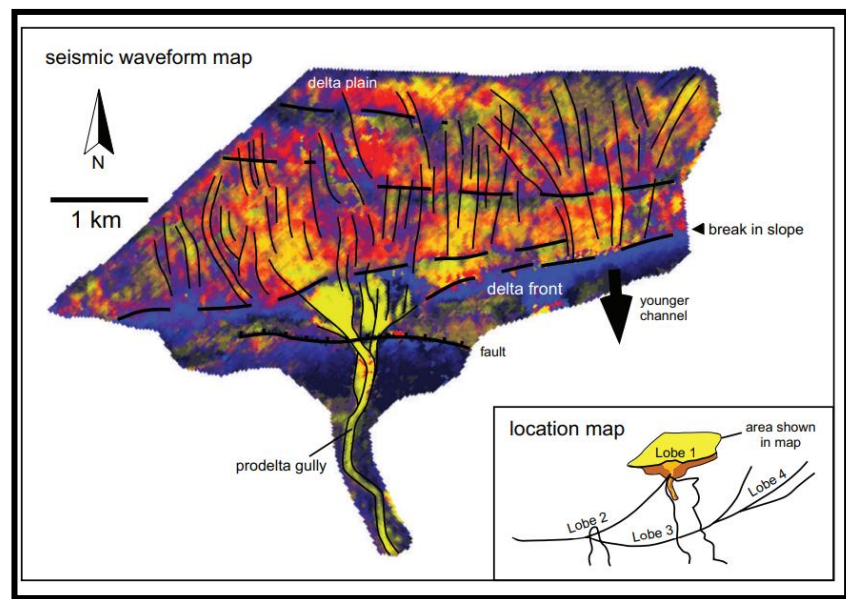 seismic waveform map
delta plain
N
1 km
break in slope
delta front
younger
channel
fault
prodelta gully
location map
area shown
in map
Lobe 1
Lobe 2
Lobe 3
Lobe 4